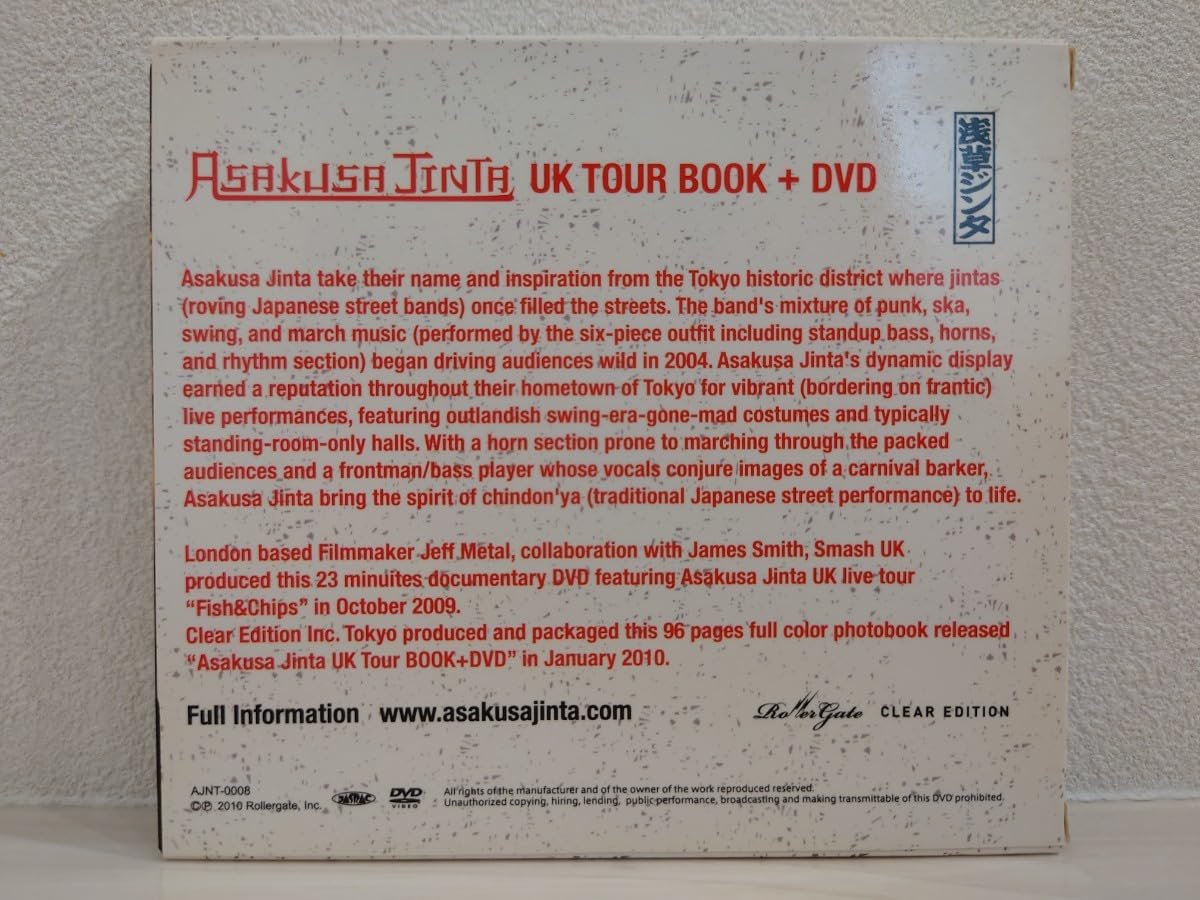 ASAKUSA JINTA UK TOUR BOOK + DVD
浅草ジンタ
Asakusa Jinta take their name and inspiration from the Tokyo historic district where jintas
(roving Japanese street bands) once filled the streets. The band's mixture of punk, ska,
swing, and march music (performed by the six-piece outfit including standup bass, horns,
and rhythm section) began driving audiences wild in 2004. Asakusa Jinta's dynamic display
earned a reputation throughout their hometown of Tokyo for vibrant (bordering on frantic)
live performances, featuring outlandish swing-era-gone-mad costumes and typically
standing-room-only halls. With a horn section prone to marching through the packed
audiences and a frontman/bass player whose vocals conjure images of a carnival barker,
Asakusa Jinta bring the spirit of chindon'ya (traditional Japanese street performance) to life.
London based Filmmaker Jeff Metal, collaboration with James Smith, Smash UK
produced this 23 minuites documentary DVD featuring Asakusa Jinta UK live tour
“Fish&Chips” in October 2009.
Clear Edition Inc. Tokyo produced and packaged this 96 pages full color photobook released
“Asakusa Jinta UK Tour BOOK+DVD” in January 2010.
Full Information www.asakusajinta.com
RollerGate CLEAR EDITION
AJNT-0008
©℗ 2010 Rollergate, Inc.
JASRAC
DVD
VIDEO
All rights of the manufacturer and of the owner of the work reproduced reserved.
Unauthorized copying, hiring, lending, public performance, broadcasting and making transmittable of this DVD prohibited.